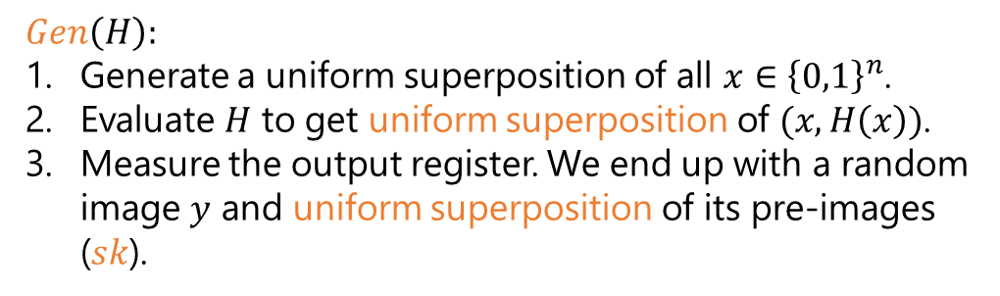 Gen(H):
1. Generate a uniform superposition of all x ∈ {0,1}ⁿ.
2. Evaluate H to get uniform superposition of (x, H(x)).
3. Measure the output register. We end up with a random
image y and uniform superposition of its pre-images
(sk).